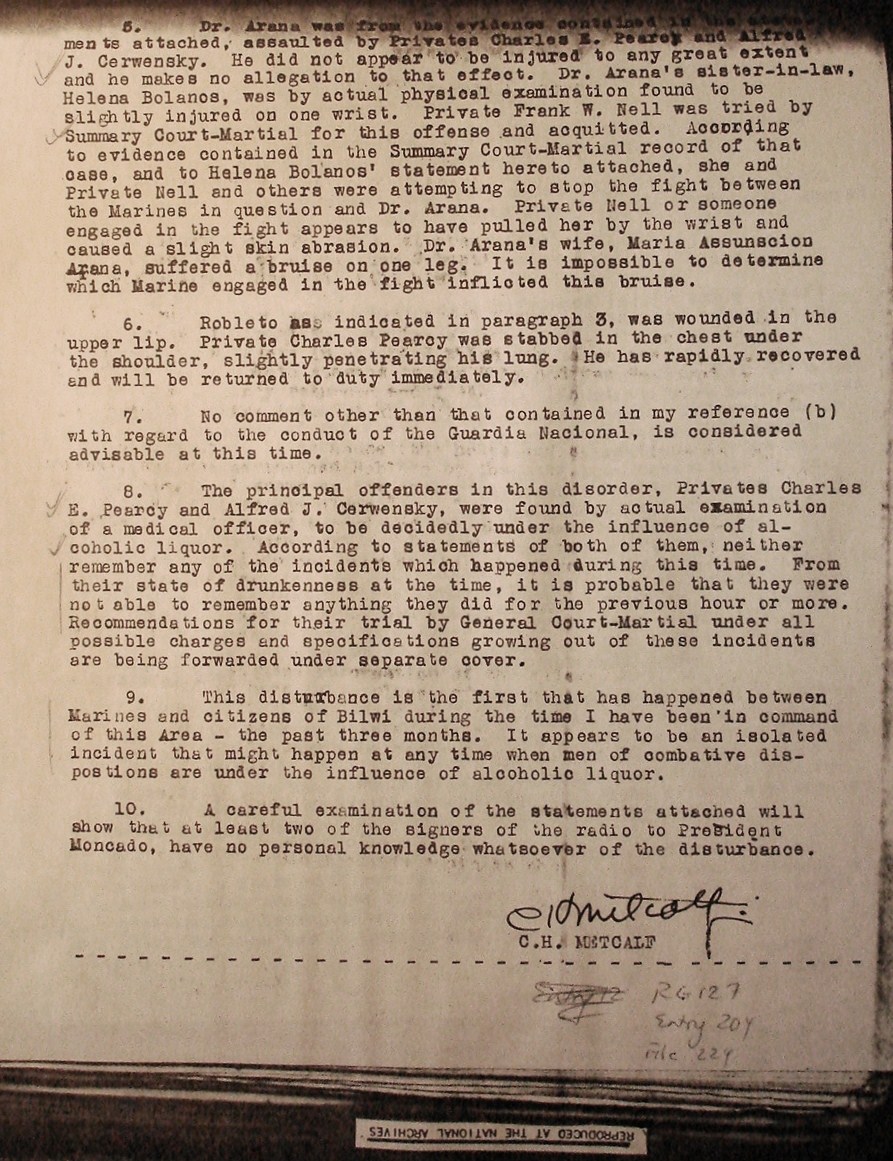 5. Dr. Arana was from the evidence contained in the state-
ments attached, assaulted by Privates Charles E. Pearcy and Alfred
J. Cerwensky. He did not appear to be injured to any great extent
and he makes no allegation to that effect. Dr. Arana's sister-in-law,
Helena Bolanos, was by actual physical examination found to be
slightly injured on one wrist. Private Frank W. Nell was tried by
Summary Court-Martial for this offense and acquitted. According
to evidence contained in the Summary Court-Martial record of that
case, and to Helena Bolanos' statement hereto attached, she and
Private Nell and others were attempting to stop the fight between
the Marines in question and Dr. Arana. Private Nell or someone
engaged in the fight appears to have pulled her by the wrist and
caused a slight skin abrasion. Dr. Arana's wife, Maria Assunscion
Arana, suffered a bruise on one leg. It is impossible to determine
which Marine engaged in the fight inflicted this bruise.
6. Robleto as indicated in paragraph 3, was wounded in the
upper lip. Private Charles Pearcy was stabbed in the chest under
the shoulder, slightly penetrating his lung. He has rapidly recovered
and will be returned to duty immediately.
7. No comment other than that contained in my reference (b)
with regard to the conduct of the Guardia Nacional, is considered
advisable at this time.
8. The principal offenders in this disorder, Privates Charles
E. Pearcy and Alfred J. Cerwensky, were found by actual examination
of a medical officer, to be decidedly under the influence of al-
coholic liquor. According to statements of both of them, neither
remember any of the incidents which happened during this time. From
their state of drunkenness at the time, it is probable that they were
not able to remember anything they did for the previous hour or more.
Recommendations for their trial by General Court-Martial under all
possible charges and specifications growing out of these incidents
are being forwarded under separate cover.
9. This disturbance is the first that has happened between
Marines and citizens of Bilwi during the time I have been in command
of this Area - the past three months. It appears to be an isolated
incident that might happen at any time when men of combative dis-
postions are under the influence of alcoholic liquor.
10. A careful examination of the statements attached will
show that at least two of the signers of the radio to President
Moncado, have no personal knowledge whatsoever of the disturbance.
C H Metcalf
C.H. METCALF
RG 127
Entry 204
File 224
REPRODUCED AT THE NATIONAL ARCHIVES